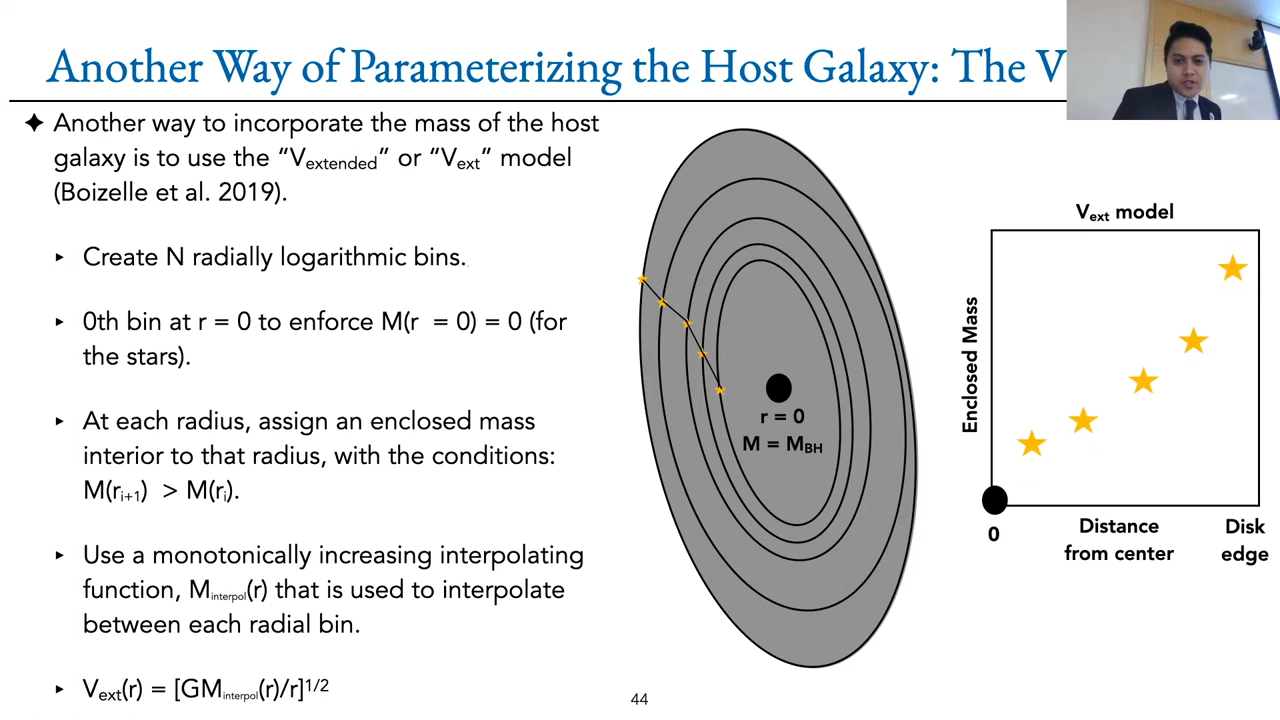 Another Way of Parameterizing the Host Galaxy: The V
✦ Another way to incorporate the mass of the host
galaxy is to use the “Vextended” or “Vext” model
(Boizelle et al. 2019).
‣ Create N radially logarithmic bins.
‣ 0th bin at r = 0 to enforce M(r = 0) = 0 (for
the stars).
‣ At each radius, assign an enclosed mass
interior to that radius, with the conditions:
M(ri+1) > M(ri).
‣ Use a monotonically increasing interpolating
function, Minterpol(r) that is used to interpolate
between each radial bin.
‣ Vext(r) = [GMinterpol(r)/r]1/2
r = 0
M = MBH
Vext model
Enclosed Mass
0
Distance
from center
Disk
edge
44